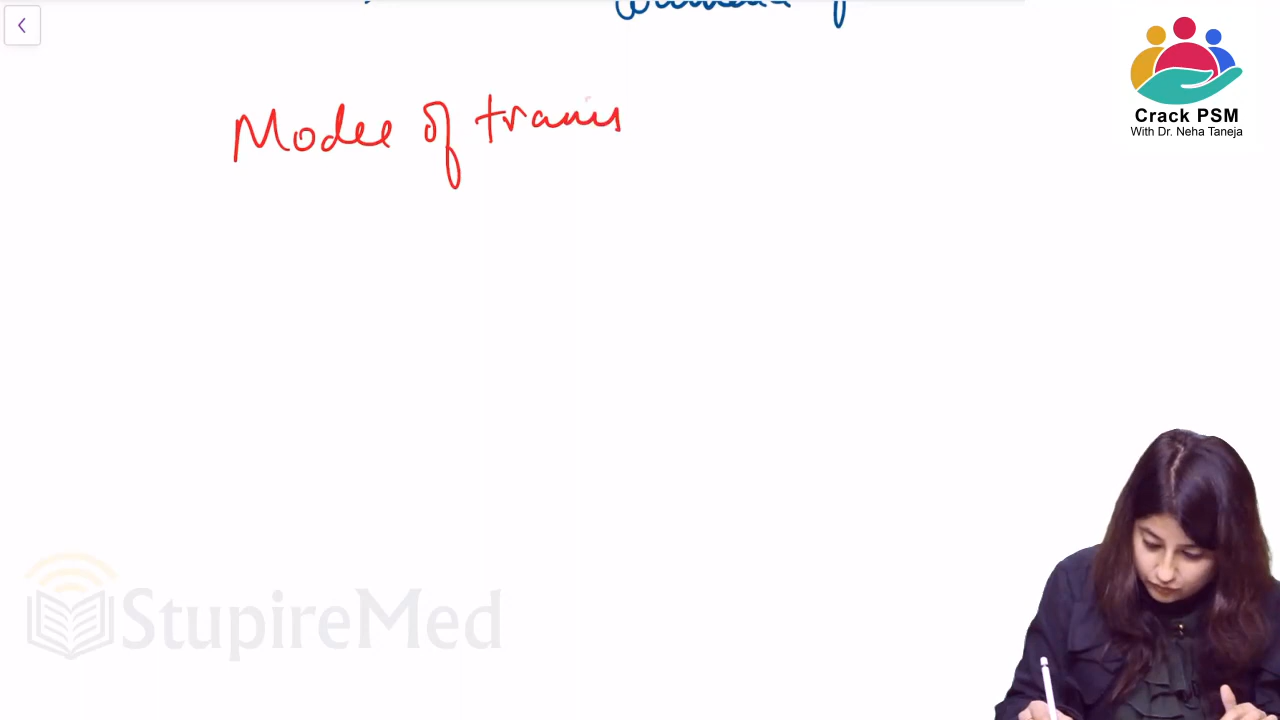 Crack PSM
With Dr. Neha Taneja
Modee of trans
StupireMed